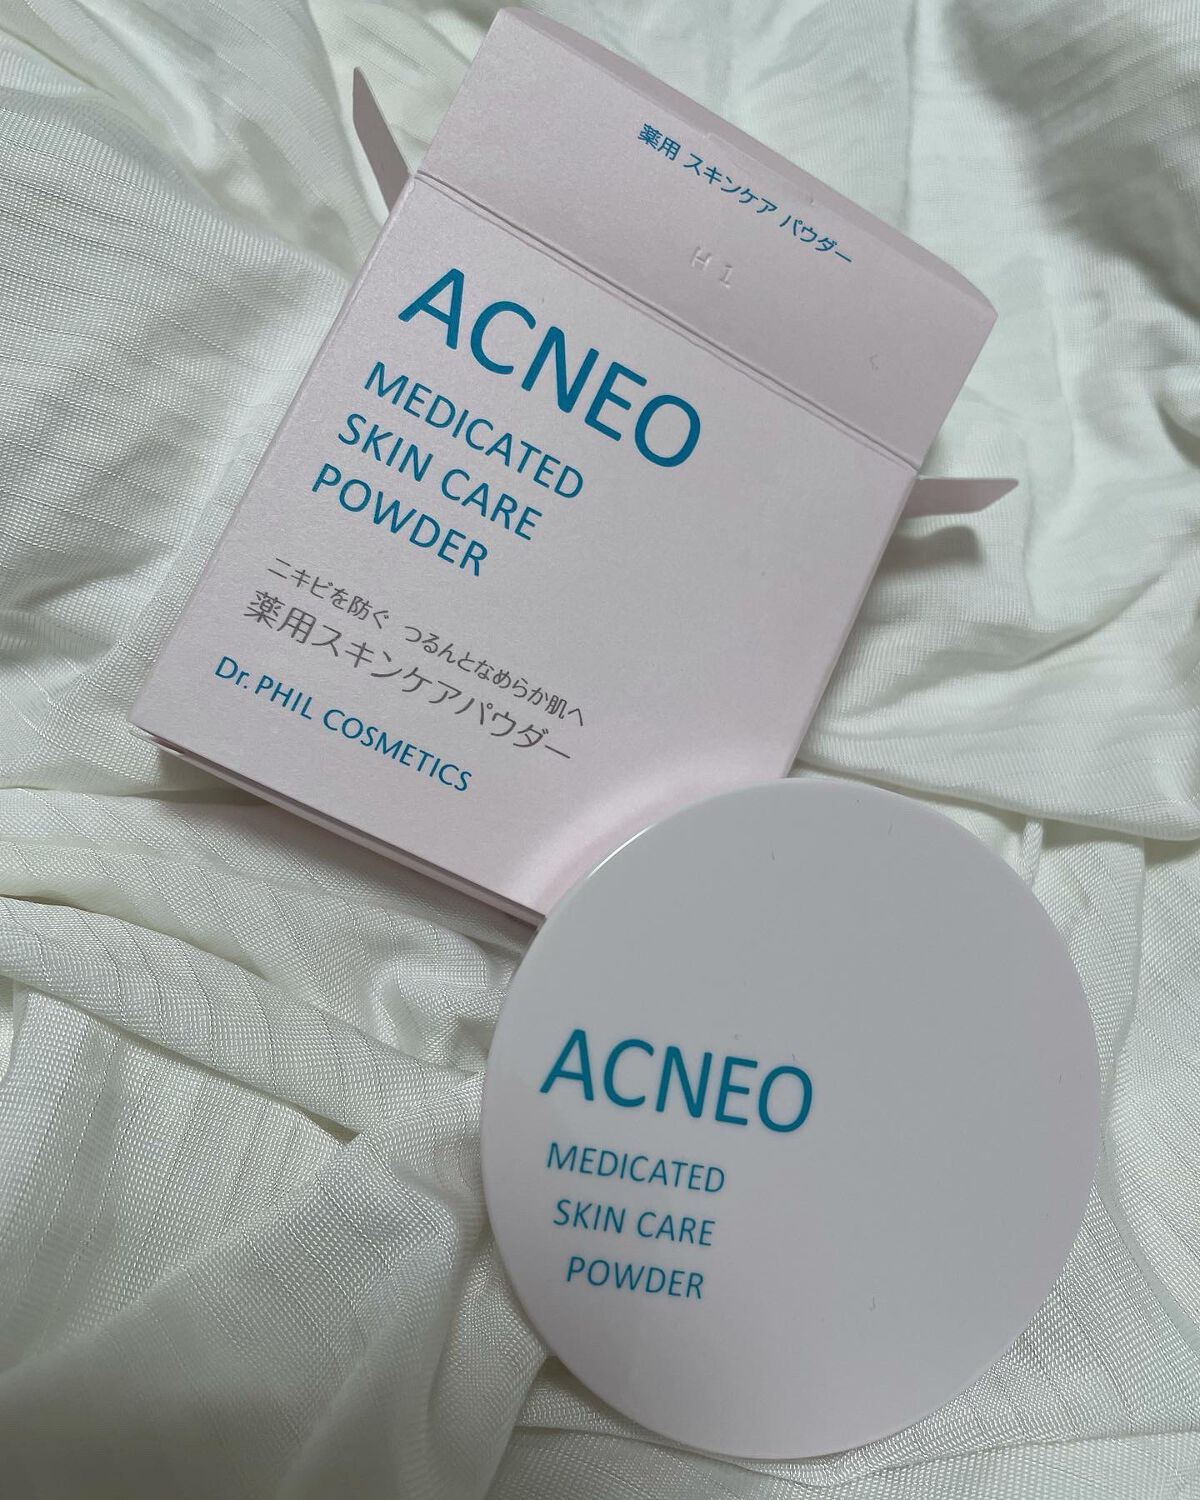 薬用 スキンケア パウダー
H1
ACNEO
MEDICATED
SKIN CARE
POWDER
ニキビを防ぐ つるんとなめらか肌へ
薬用スキンケアパウダー
Dr.PHIL COSMETICS
ACNEO
MEDICATED
SKIN CARE
POWDER